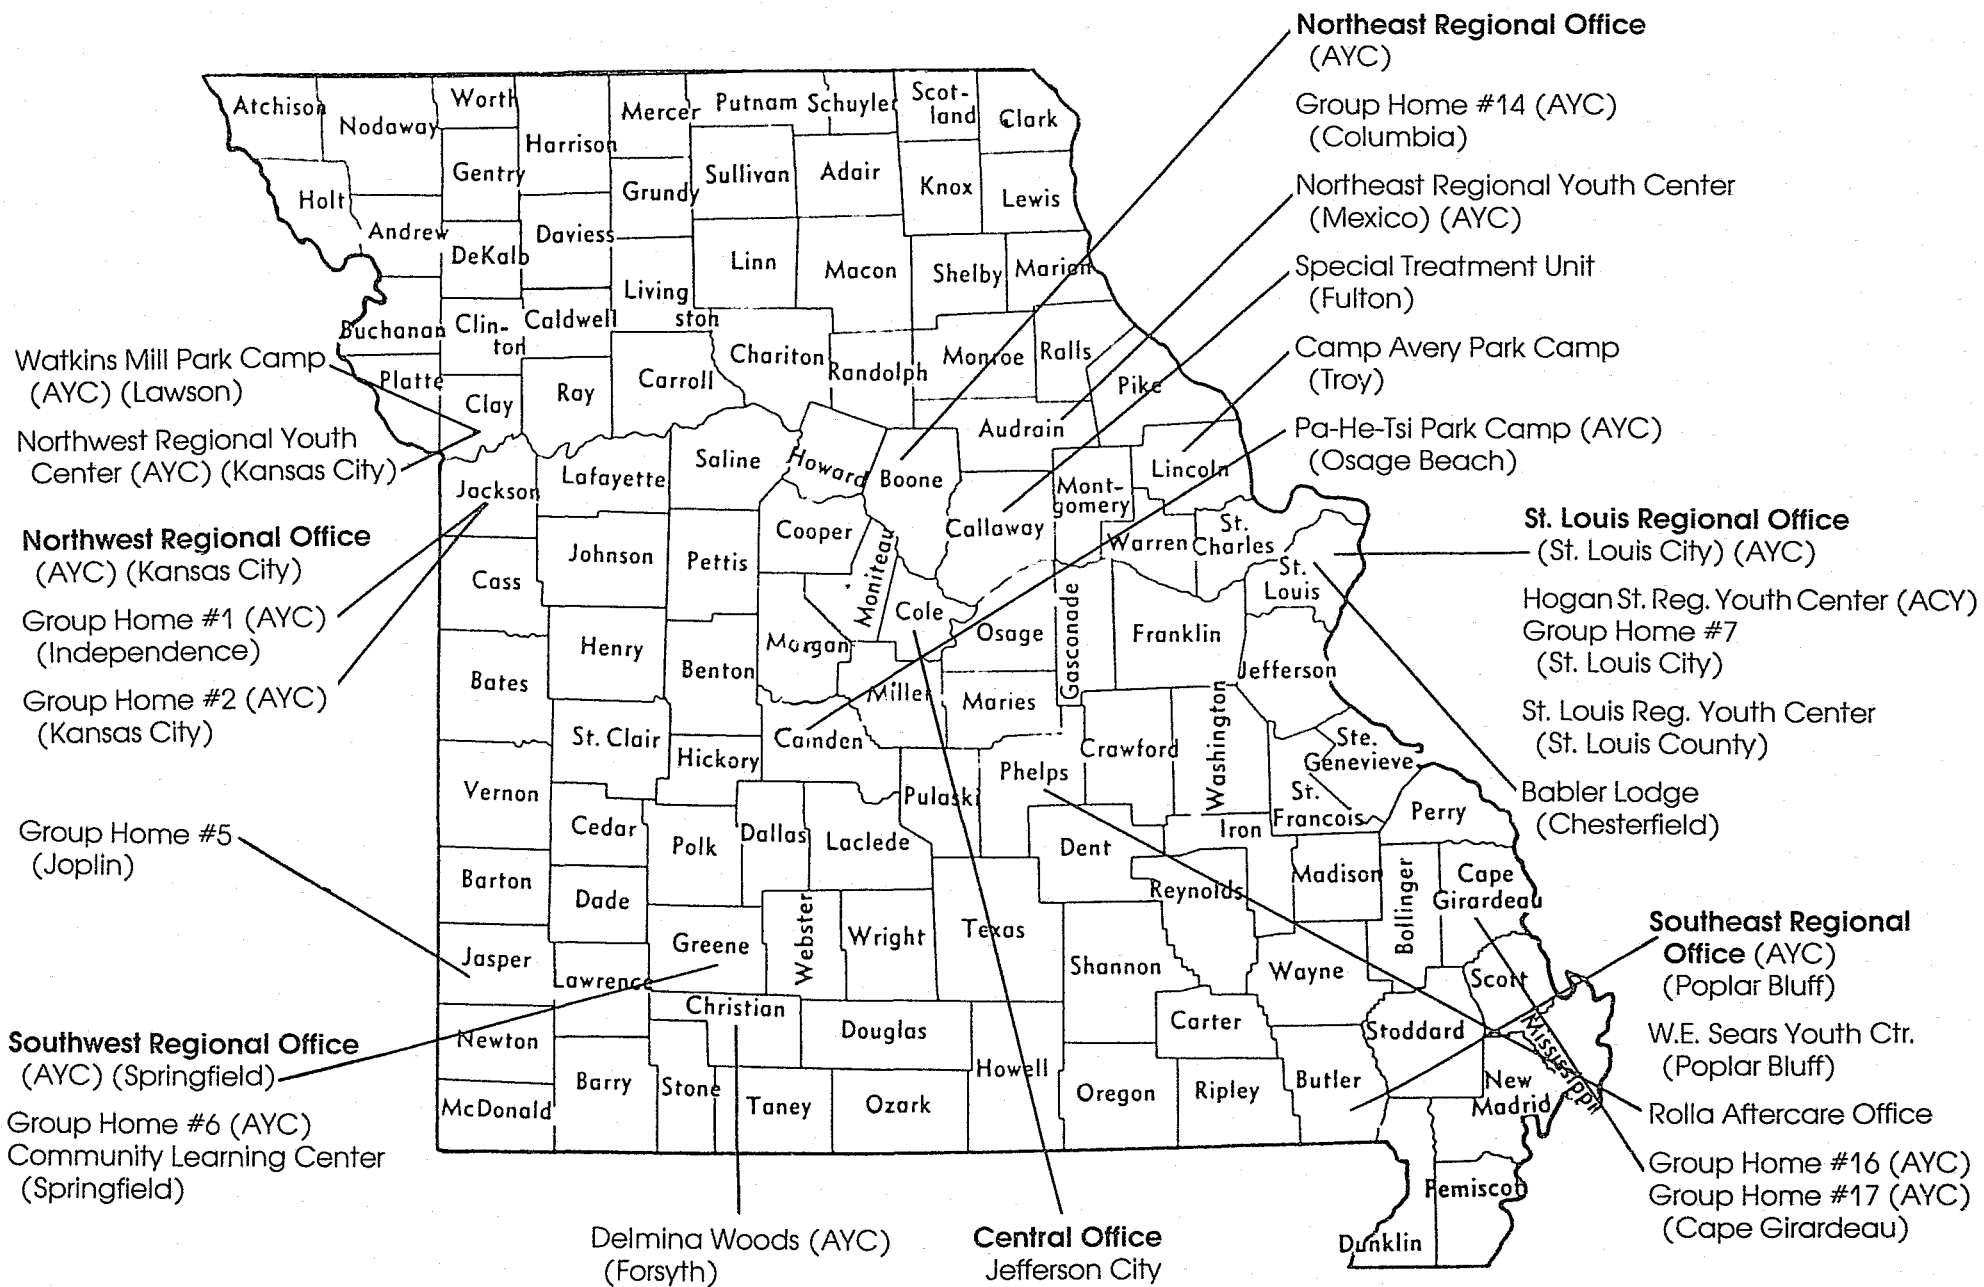 Northeast Regional Office
(AYC)
Group Home #14 (AYC)
(Columbia)
Northeast Regional Youth Center
(Mexico) (AYC)
Special Treatment Unit
(Fulton)
Camp Avery Park Camp
(Troy)
Pa-He-Tsi Park Camp (AYC)
(Osage Beach)
St. Louis Regional Office
(St. Louis City) (AYC)
Hogan St. Reg. Youth Center (ACY)
Group Home #7
(St. Louis City)
St. Louis Reg. Youth Center
(St. Louis County)
Babler Lodge
(Chesterfield)
Southeast Regional
Office (AYC)
(Poplar Bluff)
W.E. Sears Youth Ctr.
(Poplar Bluff)
Rolla Aftercare Office
Group Home #16 (AYC)
Group Home #17 (AYC)
(Cape Girardeau)
Watkins Mill Park Camp
(AYC) (Lawson)
Northwest Regional Youth
Center (AYC) (Kansas City)
Northwest Regional Office
(AYC) (Kansas City)
Group Home #1 (AYC)
(Independence)
Group Home #2 (AYC)
(Kansas City)
Group Home #5
(Joplin)
Southwest Regional Office
(AYC) (Springfield)
Group Home #6 (AYC)
Community Learning Center
(Springfield)
Delmina Woods (AYC)
(Forsyth)
Central Office
Jefferson City
Atchison
Nodaway
Worth
Harrison
Mercer
Putnam
Schuyler
Scot-
land
Clark
Holt
Gentry
Grundy
Sullivan
Adair
Knox
Lewis
Andrew
DeKalb
Daviess
Living
ston
Linn
Macon
Shelby
Marion
Buchanan
Clin-
ton
Caldwell
Chariton
Randolph
Monroe
Ralls
Platte
Clay
Ray
Carroll
Pike
Audrain
Jackson
Lafayette
Saline
Howard
Boone
Callaway
Mont-
gomery
Lincoln
Warren
St.
Charles
St.
Louis
Cass
Johnson
Pettis
Cooper
Moniteau
Cole
Osage
Gasconade
Franklin
Jefferson
Bates
Henry
Benton
Morgan
Miller
Maries
Camden
St. Clair
Hickory
Crawford
Washington
Ste.
Genevieve
Vernon
Cedar
Polk
Dallas
Laclede
Pulaski
Phelps
Dent
Iron
St.
Francois
Perry
Barton
Dade
Reynolds
Madison
Bollinger
Cape
Girardeau
Jasper
Lawrence
Greene
Webster
Wright
Texas
Shannon
Wayne
Scott
Newton
Christian
Douglas
Howell
Carter
Stoddard
Mississippi
McDonald
Barry
Stone
Taney
Ozark
Oregon
Ripley
Butler
New
Madrid
Pemiscot
Dunklin